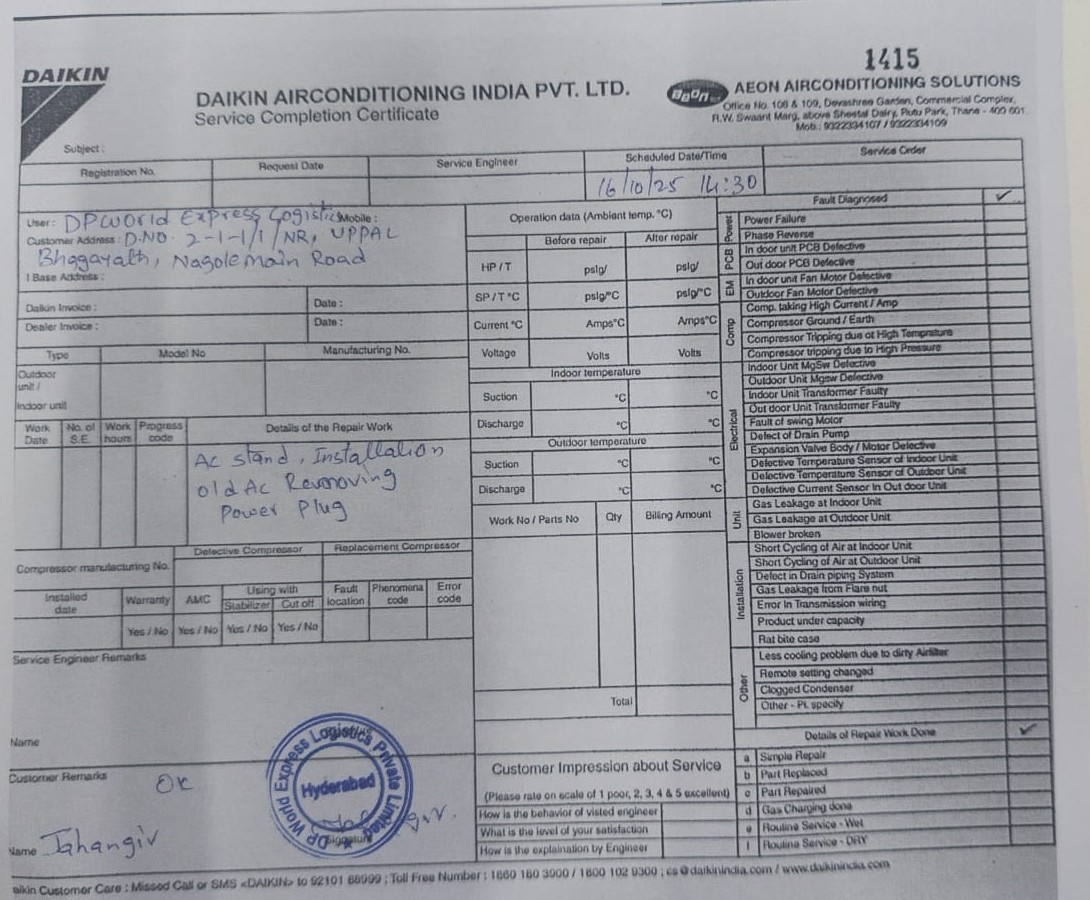 1415
DAIKIN
DAIKIN AIRCONDITIONING INDIA PVT. LTD.
Service Completion Certificate
Beon
AEON AIRCONDITIONING SOLUTIONS
Office No. 108 & 109, Devashree Garden, Commercial Complex,
R.W. Swaant Marg, above Sheetal Dairy, Rutu Park, Thane - 400 601.
Mob.: 9322334107 / 9322334109
Subject :
Registration No.
Request Date
Service Engineer
Scheduled Date/Time
Service Order
16/10/25 14:30
User : DPWorld Express Logistic Mobile :
Customer Address : D.NO. 2-1-1/1/NR, UPPAL
Bhagayath, Nagole main Road
l Base Address :
Daikin Invoice : Date :
Dealer Invoice : Date :
Type Model No Manufacturing No.
Outdoor
unit /
Indoor unit
Work Date No. of S.E. Work hours Progress code Details of the Repair Work
Ac stand, Installation
old Ac Removing
Power Plug
Defective Compressor Replacement Compressor
Compressor manufacturing No.
Installed date Warranty AMC Using with Stabilizer Cut off Fault location Phenomena code Error code
Yes / No Yes / No Yes / No Yes / No
Service Engineer Remarks
Name
Customer Remarks
OK
Name Jahangir
Signature
DP World Express Logistics Private Limited
Hyderabad
Operation data (Ambient temp. °C)
Before repair After repair
HP / T psig/ psig/
SP / T °C psig/°C psig/°C
Current °C Amps°C Amps°C
Voltage Volts Volts
Indoor temperature
Suction °C °C
Discharge °C °C
Outdoor temperature
Suction °C °C
Discharge °C °C
Work No / Parts No Qty Billing Amount
Total
Customer Impression about Service
(Please rate on scale of 1 poor, 2, 3, 4 & 5 excellent)
How is the behavior of visted engineer
What is the level of your satisfaction
How is the explaination by Engineer
Fault Diagnosed ✓
Power
Power Failure
Phase Reverse
PCB
In door unit PCB Defective
Out door PCB Defective
EM
In door unit Fan Motor Defective
Outdoor Fan Motor Defective
Comp
Comp. taking High Current / Amp
Compressor Ground / Earth
Compressor Tripping due ot High Temprature
Compressor tripping due to High Pressure
Electrical
Indoor Unit MgSw Defective
Outdoor Unit Mgsw Defective
Indoor Unit Transformer Faulty
Out door Unit Transformer Faulty
Fault of swing Motor
Defect of Drain Pump
Expansion Valve Body / Motor Defective
Defective Temperature Sensor of Indoor Unit
Defective Temperature Sensor of Outdoor Unit
Defective Current Sensor In Out door Unit
Unit
Gas Leakage at Indoor Unit
Gas Leakage at Outdoor Unit
Blower broken
Installation
Short Cycling of Air at Indoor Unit
Short Cycling of Air at Outdoor Unit
Defect in Drain piping System
Gas Leakage from Flare nut
Error In Transmission wiring
Product under capacity
Rat bite case
Other
Less cooling problem due to dirty Airfilter
Remote setting changed
Clogged Condenser
Other - Pl. specify
Details of Repair Work Done ✓
a Simple Repair
b Part Replaced
c Part Repaired
d Gas Charging done
e Routine Service - Wet
f Routine Service - DRY
aikin Customer Care : Missed Call or SMS <DAIKIN> to 92101 88999 ; Toll Free Number : 1860 180 3900 / 1800 102 9300 ; cs@daikinindia.com / www.daikinindia.com